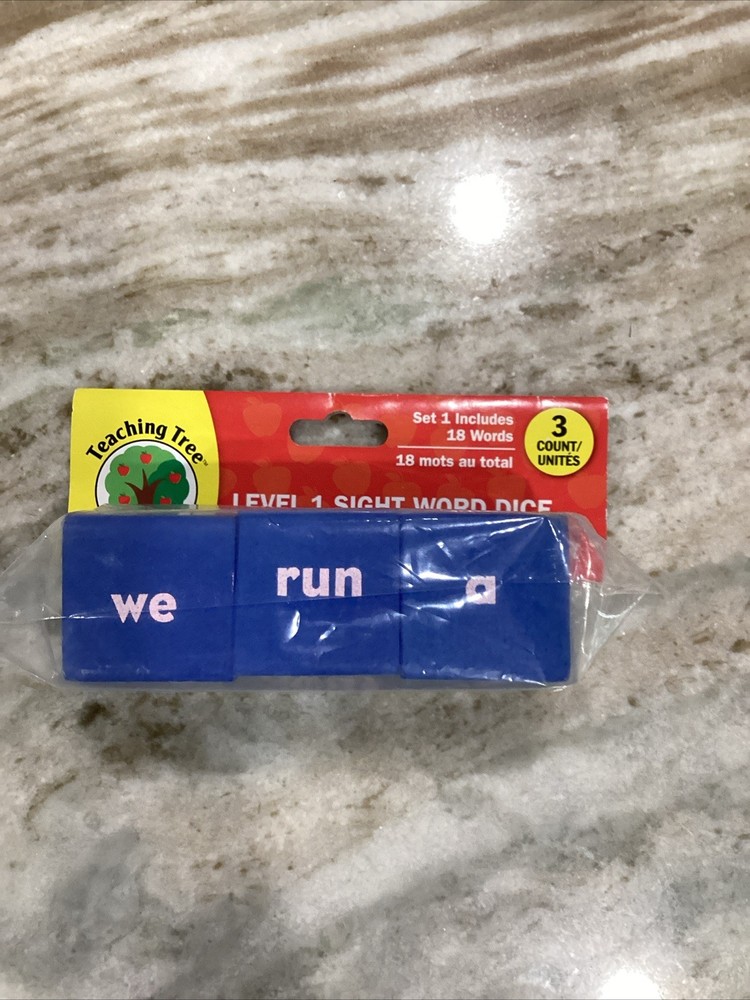 Teaching Tree™
Set 1 Includes
18 Words
18 mots au total
3
COUNT/
UNITÉS
LEVEL 1 SIGHT WORD DICE
we
run
a